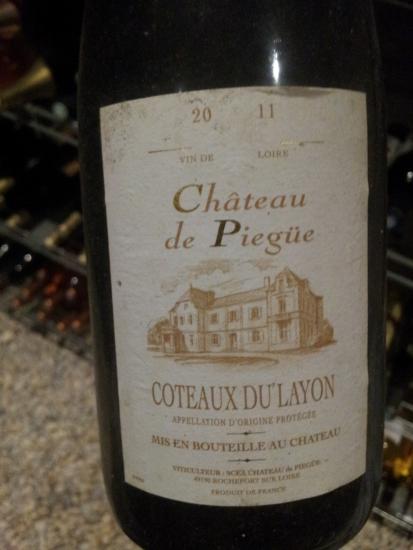 20 11
VIN DE LOIRE
Château
de Piegüe
COTEAUX DU LAYON
APPELLATION D'ORIGINE PROTÉGÉE
MIS EN BOUTEILLE AU CHATEAU
VITICULTEUR : SCEA CHATEAU de PIEGÜE
49190 ROCHEFORT SUR LOIRE
PRODUIT DE FRANCE